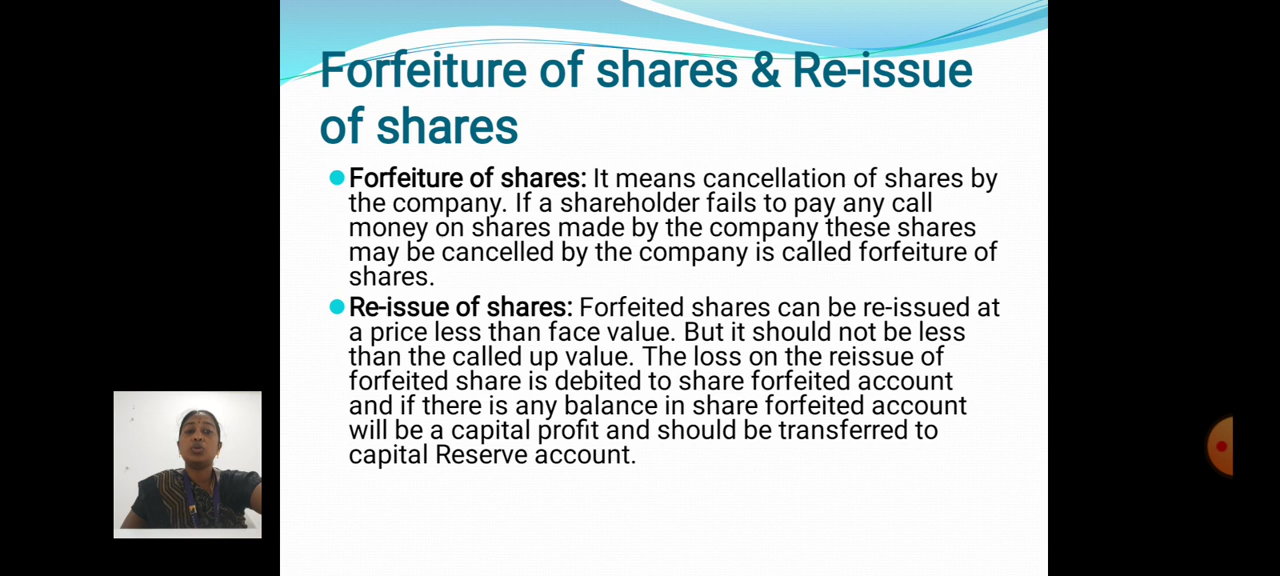 Forfeiture of shares & Re-issue
of shares
Forfeiture of shares: It means cancellation of shares by
the company. If a shareholder fails to pay any call
money on shares made by the company these shares
may be cancelled by the company is called forfeiture of
shares.
Re-issue of shares: Forfeited shares can be re-issued at
a price less than face value. But it should not be less
than the called up value. The loss on the reissue of
forfeited share is debited to share forfeited account
and if there is any balance in share forfeited account
will be a capital profit and should be transferred to
capital Reserve account.